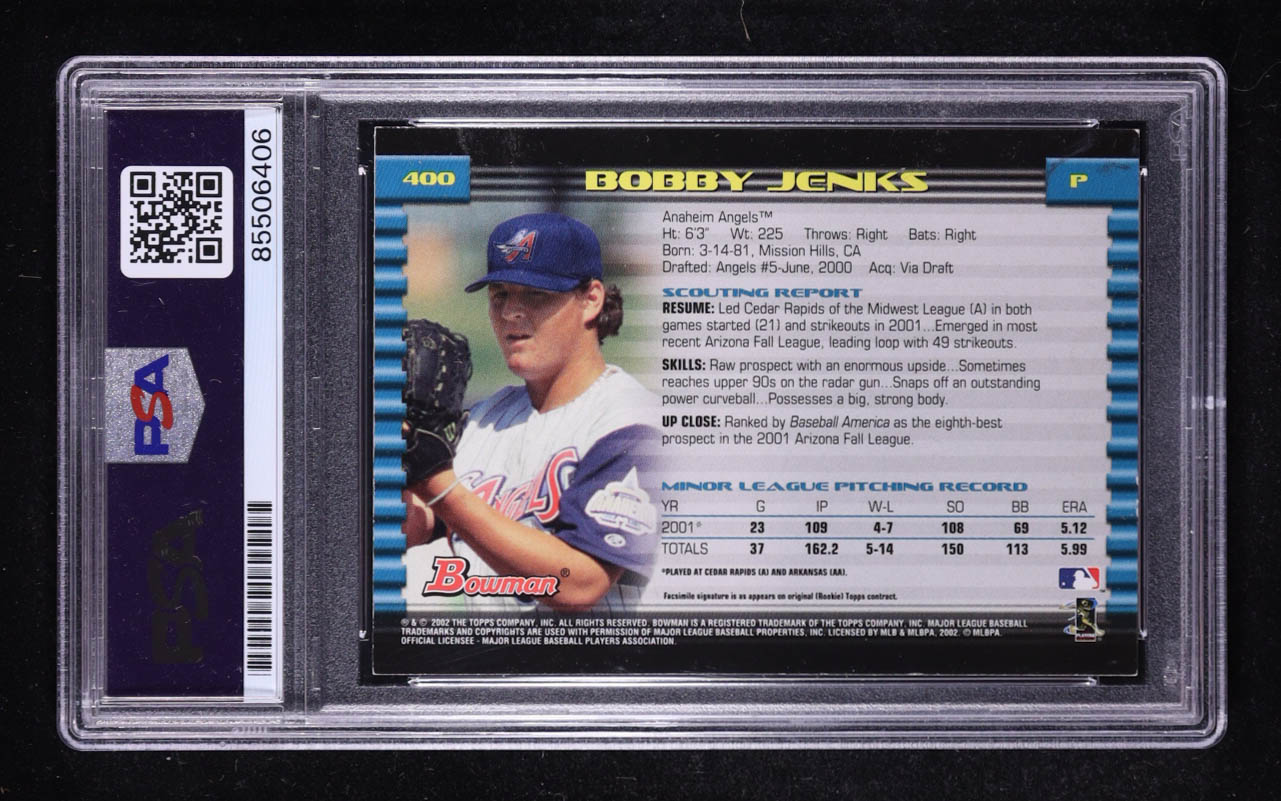 85506406
PSA
PSA
400
BOBBY JENKS
P
Anaheim Angels™
Ht: 6'3" Wt: 225 Throws: Right Bats: Right
Born: 3-14-81, Mission Hills, CA
Drafted: Angels #5-June, 2000 Acq: Via Draft
SCOUTING REPORT
RESUME: Led Cedar Rapids of the Midwest League (A) in both
games started (21) and strikeouts in 2001...Emerged in most
recent Arizona Fall League, leading loop with 49 strikeouts.
SKILLS: Raw prospect with an enormous upside...Sometimes
reaches upper 90s on the radar gun...Snaps off an outstanding
power curveball...Possesses a big, strong body.
UP CLOSE: Ranked by Baseball America as the eighth-best
prospect in the 2001 Arizona Fall League.
MINOR LEAGUE PITCHING RECORD
YR G IP W-L SO BB ERA
2001* 23 109 4-7 108 69 5.12
TOTALS 37 162.2 5-14 150 113 5.99
*PLAYED AT CEDAR RAPIDS (A) AND ARKANSAS (AA).
Facsimile signature is as appears on original (Rookie) Topps contract.
A
ANGELS
Bowman®
® & © 2002 THE TOPPS COMPANY, INC. ALL RIGHTS RESERVED. BOWMAN IS A REGISTERED TRADEMARK OF THE TOPPS COMPANY, INC. MAJOR LEAGUE BASEBALL
TRADEMARKS AND COPYRIGHTS ARE USED WITH PERMISSION OF MAJOR LEAGUE BASEBALL PROPERTIES, INC. LICENSED BY MLB & MLBPA, 2002. © MLBPA.
OFFICIAL LICENSEE - MAJOR LEAGUE BASEBALL PLAYERS ASSOCIATION.